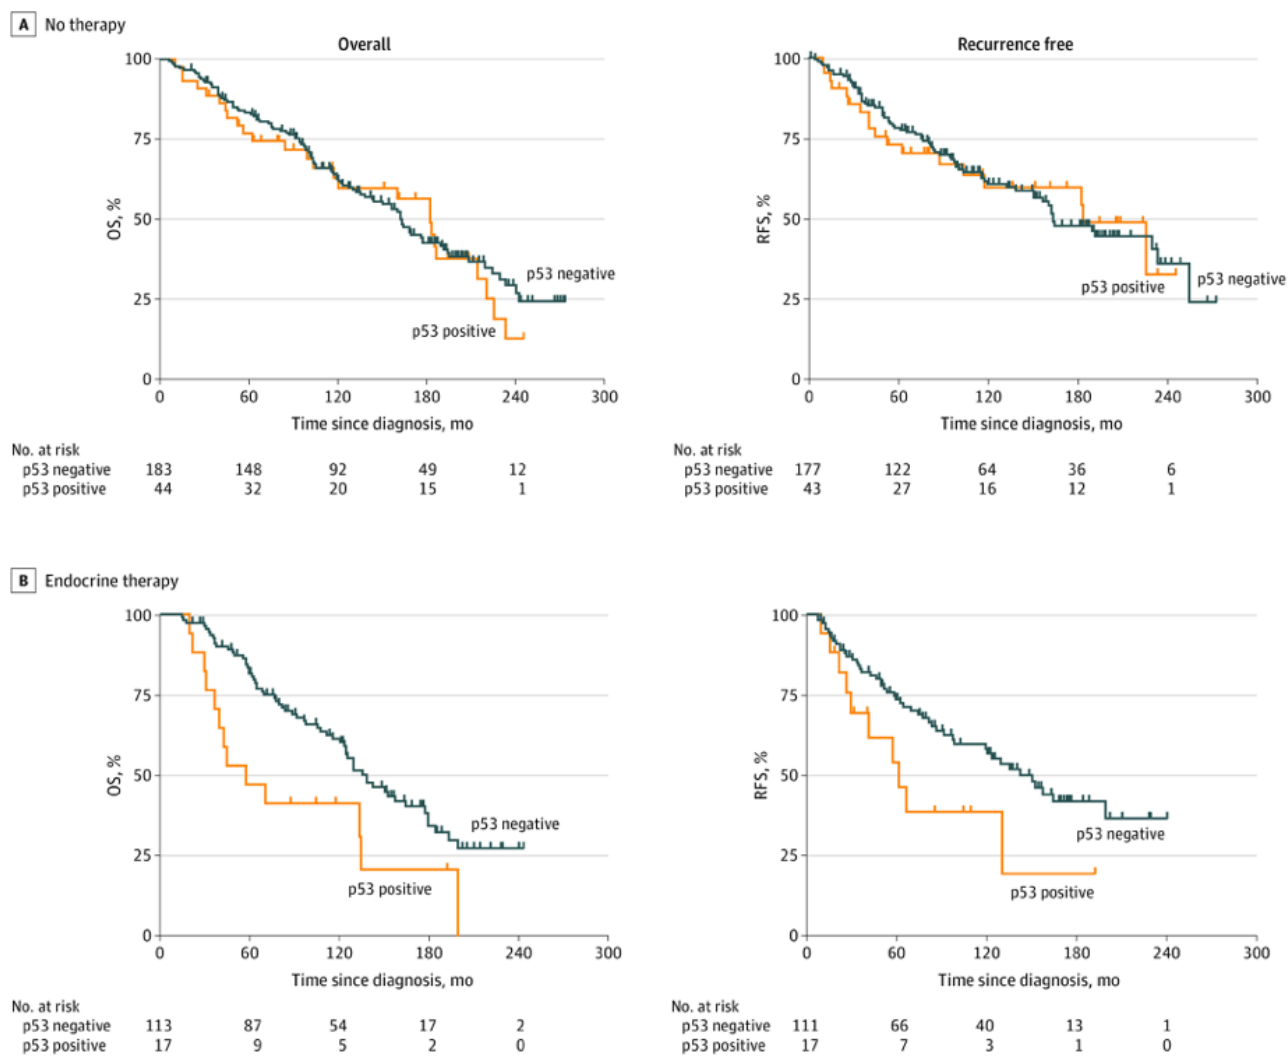 A No therapy
Overall
Recurrence free
100
75
50
25
0
OS, %
p53 negative
p53 positive
0 60 120 180 240 300
Time since diagnosis, mo
No. at risk
p53 negative 183 148 92 49 12
p53 positive 44 32 20 15 1
100
75
50
25
0
RFS, %
p53 negative
p53 positive
0 60 120 180 240 300
Time since diagnosis, mo
No. at risk
p53 negative 177 122 64 36 6
p53 positive 43 27 16 12 1
B Endocrine therapy
100
75
50
25
0
OS, %
p53 negative
p53 positive
0 60 120 180 240 300
Time since diagnosis, mo
No. at risk
p53 negative 113 87 54 17 2
p53 positive 17 9 5 2 0
100
75
50
25
0
RFS, %
p53 negative
p53 positive
0 60 120 180 240 300
Time since diagnosis, mo
No. at risk
p53 negative 111 66 40 13 1
p53 positive 17 7 3 1 0